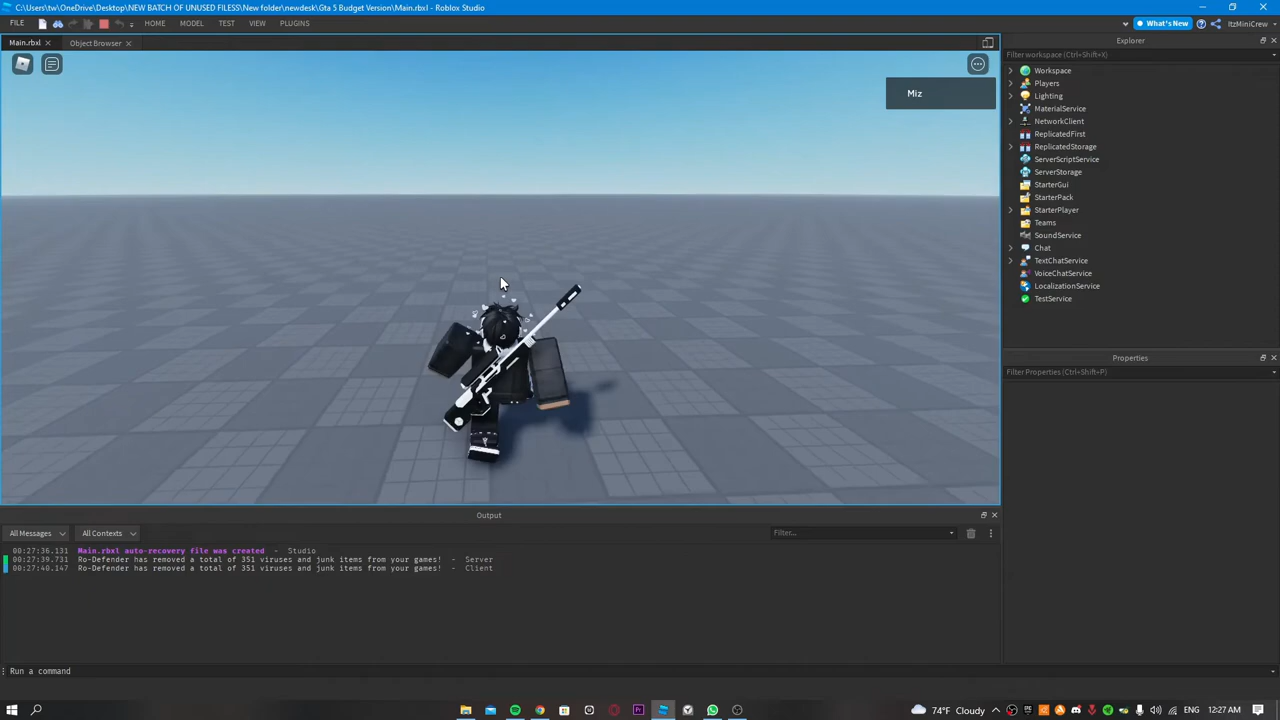 C:\Users\tw\OneDrive\Desktop\NEW BATCH OF UNUSED FILESS\New folder\newdesk\Gta 5 Budget Version\Main.rbxl - Roblox Studio
FILE HOME MODEL TEST VIEW PLUGINS What's New ItzMiniCrew
Main.rbxl Object Browser
Miz
Explorer
Filter workspace (Ctrl+Shift+X)
Workspace
Players
Lighting
MaterialService
NetworkClient
ReplicatedFirst
ReplicatedStorage
ServerScriptService
ServerStorage
StarterGui
StarterPack
StarterPlayer
Teams
SoundService
Chat
TextChatService
VoiceChatService
LocalizationService
TestService
Properties
Filter Properties (Ctrl+Shift+P)
Output
All Messages All Contexts Filter...
00:27:36.131 Main.rbxl auto-recovery file was created - Studio
00:27:39.731 Ro-Defender has removed a total of 351 viruses and junk items from your games! - Server
00:27:40.147 Ro-Defender has removed a total of 351 viruses and junk items from your games! - Client
Run a command
74°F Cloudy ENG 12:27 AM